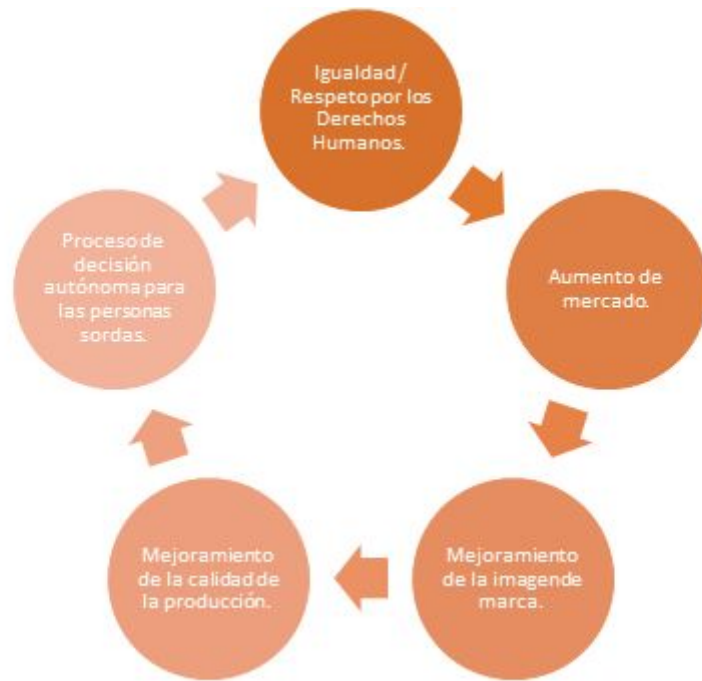 Igualdad /
Respeto por los
Derechos
Humanos.
Aumento de
mercado.
Mejoramiento
de la imagende
marca.
Mejoramiento
de la calidad de
la producción.
Proceso de
decisión
autónoma para
las personas
sordas.